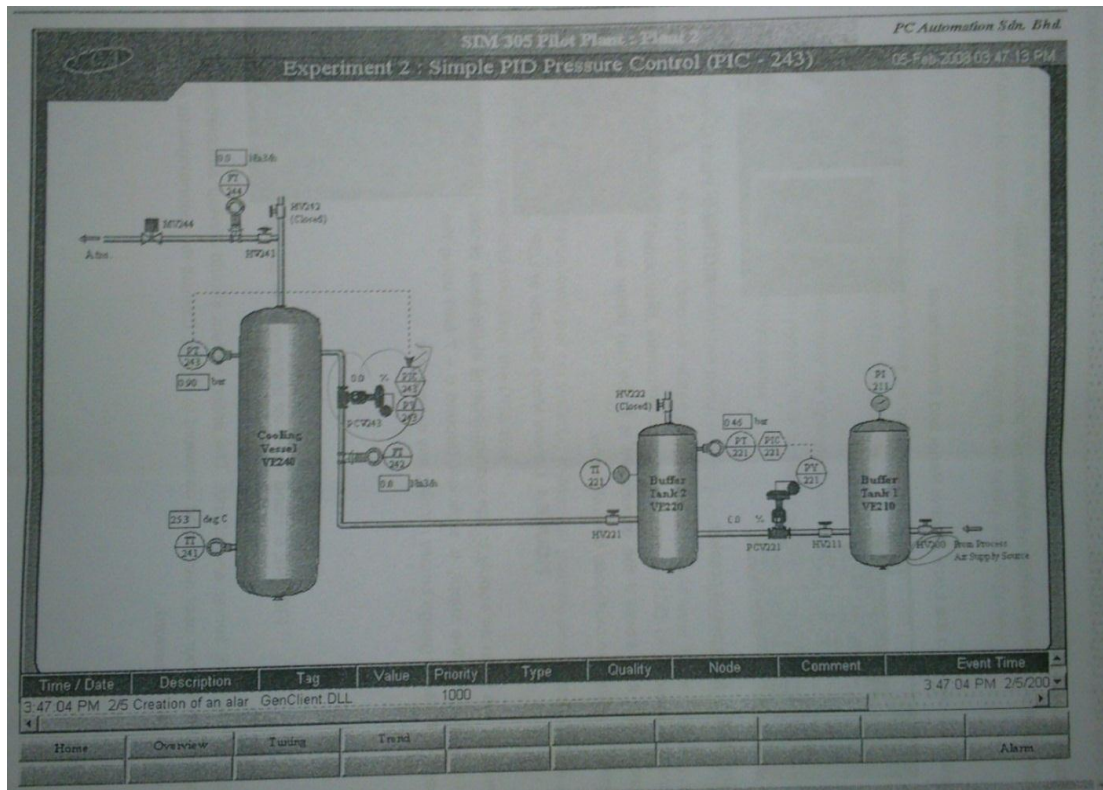 PC Automation Sdn. Bhd.
SIM 305 Pilot Plant : Plant 2
Experiment 2 : Simple PID Pressure Control (PIC - 243)
05-Feb-2008 03:47:13 PM
0.0 Nm3/h
FT
244
HV242
(Closed)
MV244
HV241
Atm.
PT
243
0.90 bar
0.0 %
PIC
243
PY
243
PCV243
Cooling
Vessel
VE240
FT
242
0.0 Nm3/h
25.3 deg C
TI
241
HV222
(Closed)
0.46 bar
PT
221
PIC
221
PI
211
TI
221
Buffer
Tank 2
VE220
PY
221
Buffer
Tank 1
VE210
HV221
%
PCV221
HV211
HV200
From Process
Air Supply Source
Time / Date Description Tag Value Priority Type Quality Node Comment Event Time
3:47:04 PM 2/5 Creation of an alar GenClient.DLL 1000 3:47:04 PM 2/5/200
Home Overview Tuning Trend Alarm